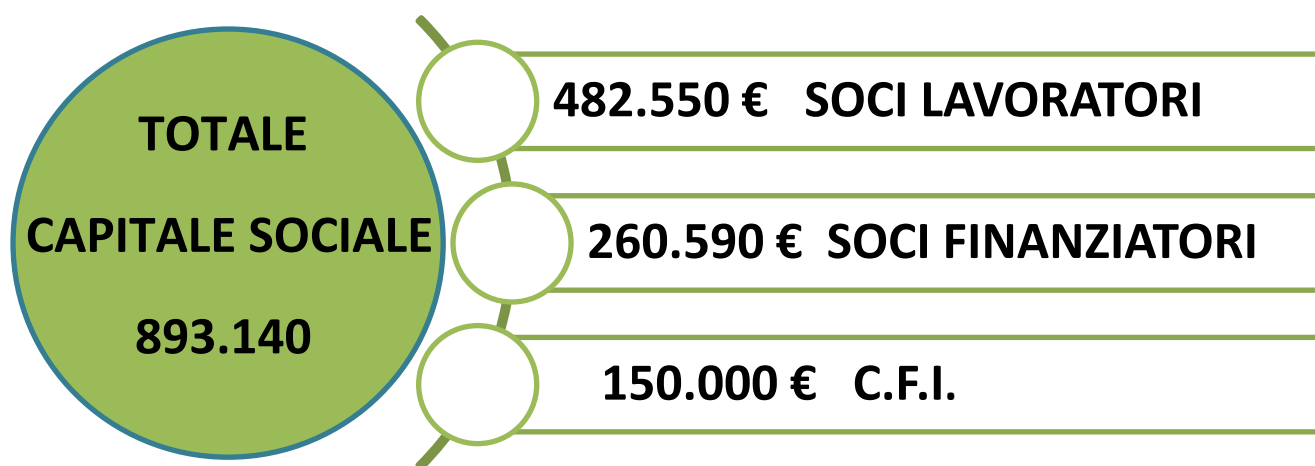 TOTALE
CAPITALE SOCIALE
893.140
482.550 € SOCI LAVORATORI
260.590 € SOCI FINANZIATORI
150.000 € C.F.I.